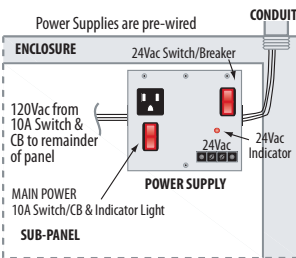 Power Supplies are pre-wired
CONDUIT
ENCLOSURE
24Vac Switch/Breaker
120Vac from
10A Switch &
CB to remainder
of panel
24Vac
24Vac
Indicator
MAIN POWER
10A Switch/CB & Indicator Light
POWER SUPPLY
SUB-PANEL